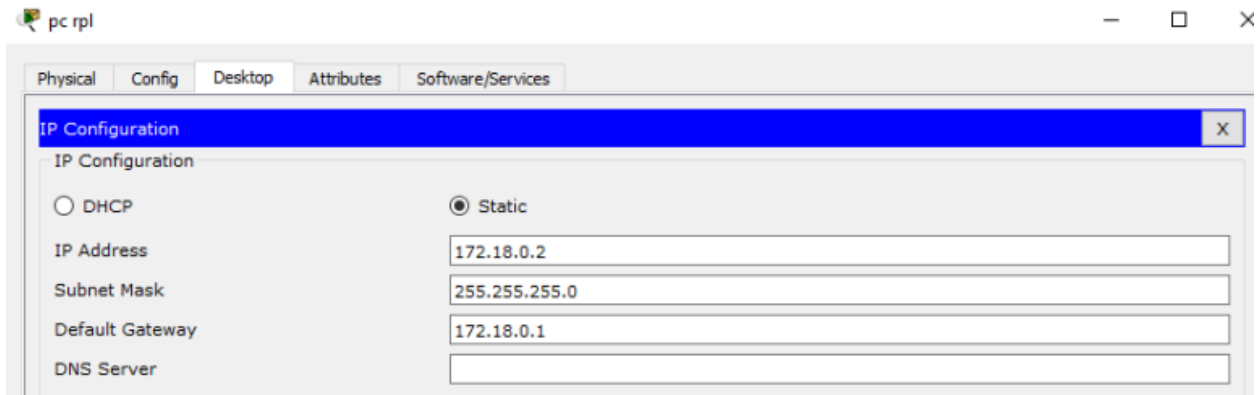 pc rpl
Physical Config Desktop Attributes Software/Services
IP Configuration X
IP Configuration
DHCP Static
IP Address 172.18.0.2
Subnet Mask 255.255.255.0
Default Gateway 172.18.0.1
DNS Server